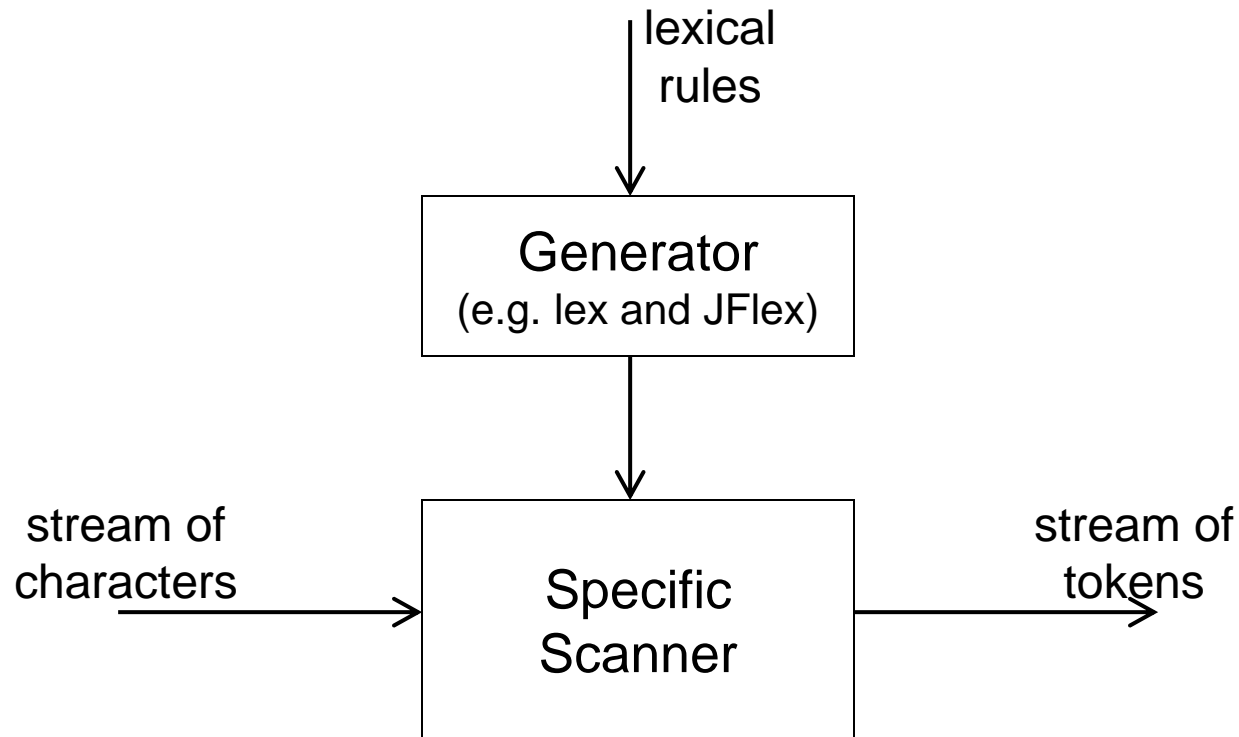 lexical
rules
Generator
(e.g. lex and JFlex)
stream of
characters
Specific
Scanner
stream of
tokens